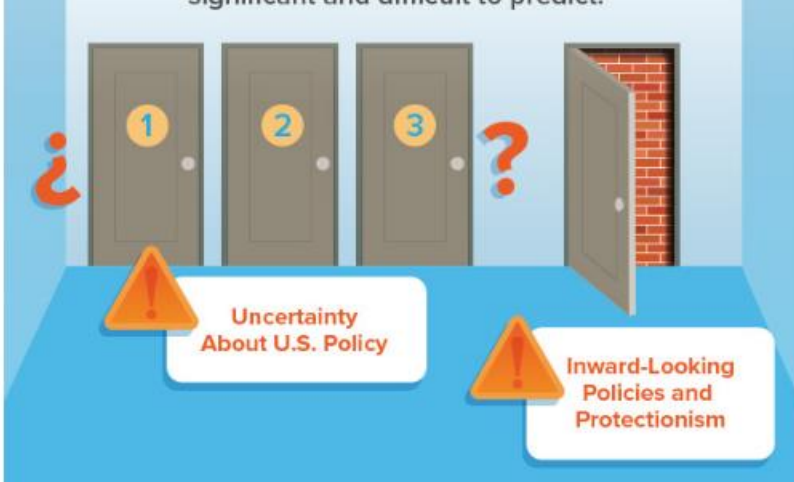 significant and difficult to predict.
1 2 3
¿ ?
Uncertainty
About U.S. Policy
Inward-Looking
Policies and
Protectionism